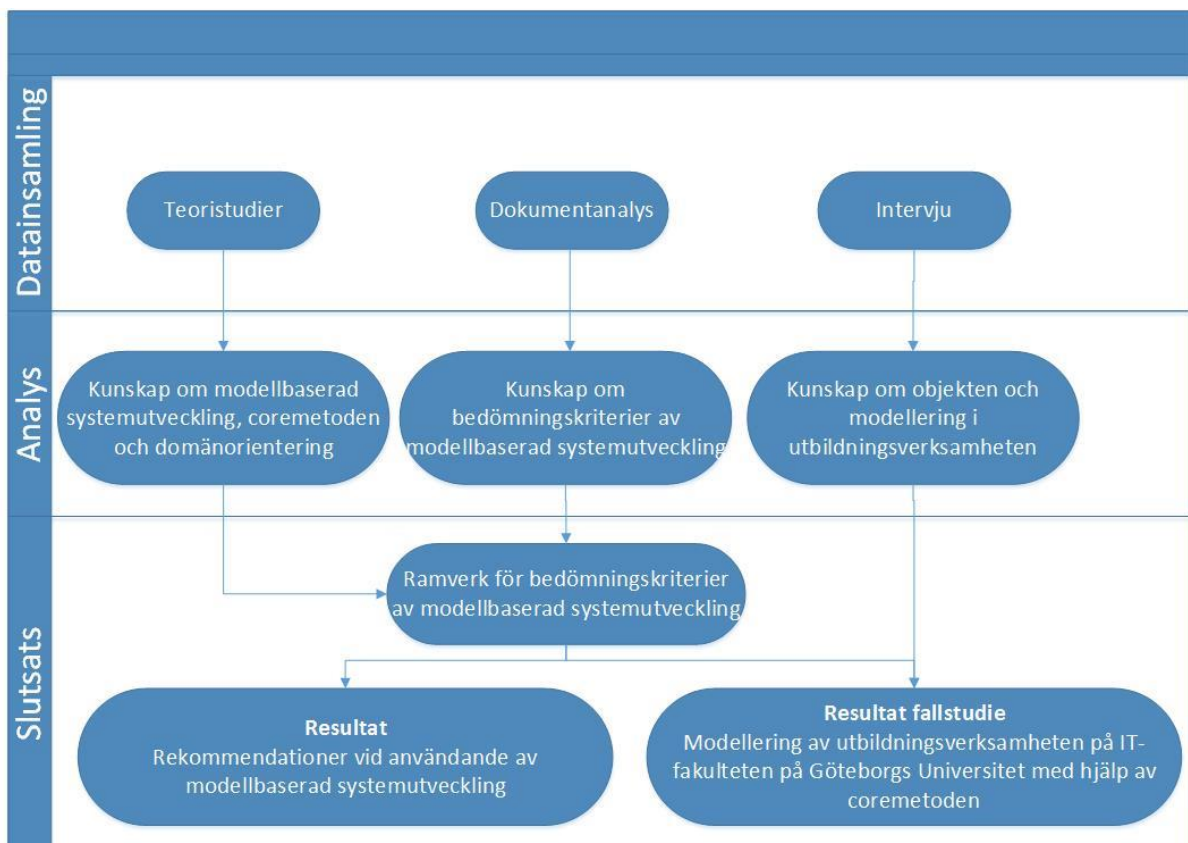 Datainsamling
Teoristudier
Dokumentanalys
Intervju
Analys
Kunskap om modellbaserad
systemutveckling, coremetoden
och domänorientering
Kunskap om
bedömningskriterier av
modellbaserad systemutveckling
Kunskap om objekten och
modellering i
utbildningsverksamheten
Slutsats
Ramverk för bedömningskriterier
av modellbaserad systemutveckling
Resultat
Rekommendationer vid användande av
modellbaserad systemutveckling
Resultat fallstudie
Modellering av utbildningsverksamheten på IT-
fakulteten på Göteborgs Universitet med hjälp av
coremetoden